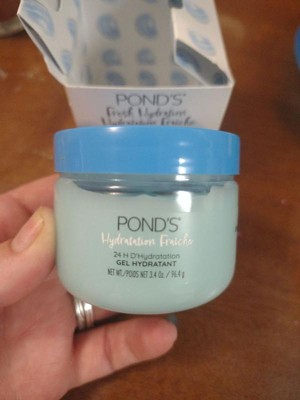 POND'S
Fresh Hydration
Hydratation Fraîche
POND'S
Hydratation Fraîche
24 H D'Hydratation
GEL HYDRATANT
NET WT./POIDS NET 3.4 Oz. / 96.4 g